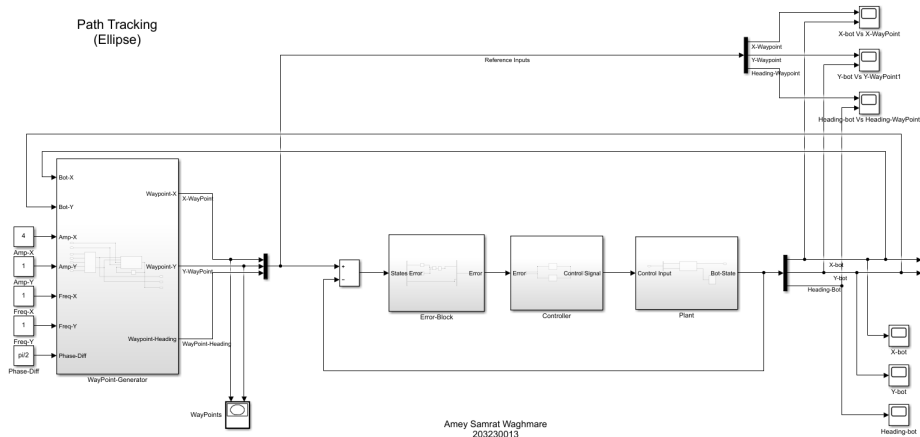 Path Tracking
(Ellipse)
X-Waypoint
Y-Waypoint
Heading-Waypoint
Reference Inputs
X-bot Vs X-WayPoint
Y-bot Vs Y-WayPoint1
Heading-bot Vs Heading-WayPoint
Bot-X
Bot-Y
Amp-X
Amp-Y
Freq-X
Freq-Y
Phase-Diff
Waypoint-X
X-WayPoint
Waypoint-Y
Y-WayPoint
Waypoint-Heading
WayPoint-Heading
WayPoint-Generator
4
Amp-X
1
Amp-Y
1
Freq-X
1
Freq-Y
pi/2
Phase-Diff
WayPoints
+
−
States Error
Error
Error-Block
Error
Control Signal
Controller
Control Input
Bot-State
Plant
X-bot
Y-bot
Heading-Bot
X-bot
Y-bot
Heading-bot
Amey Samrat Waghmare
203230013